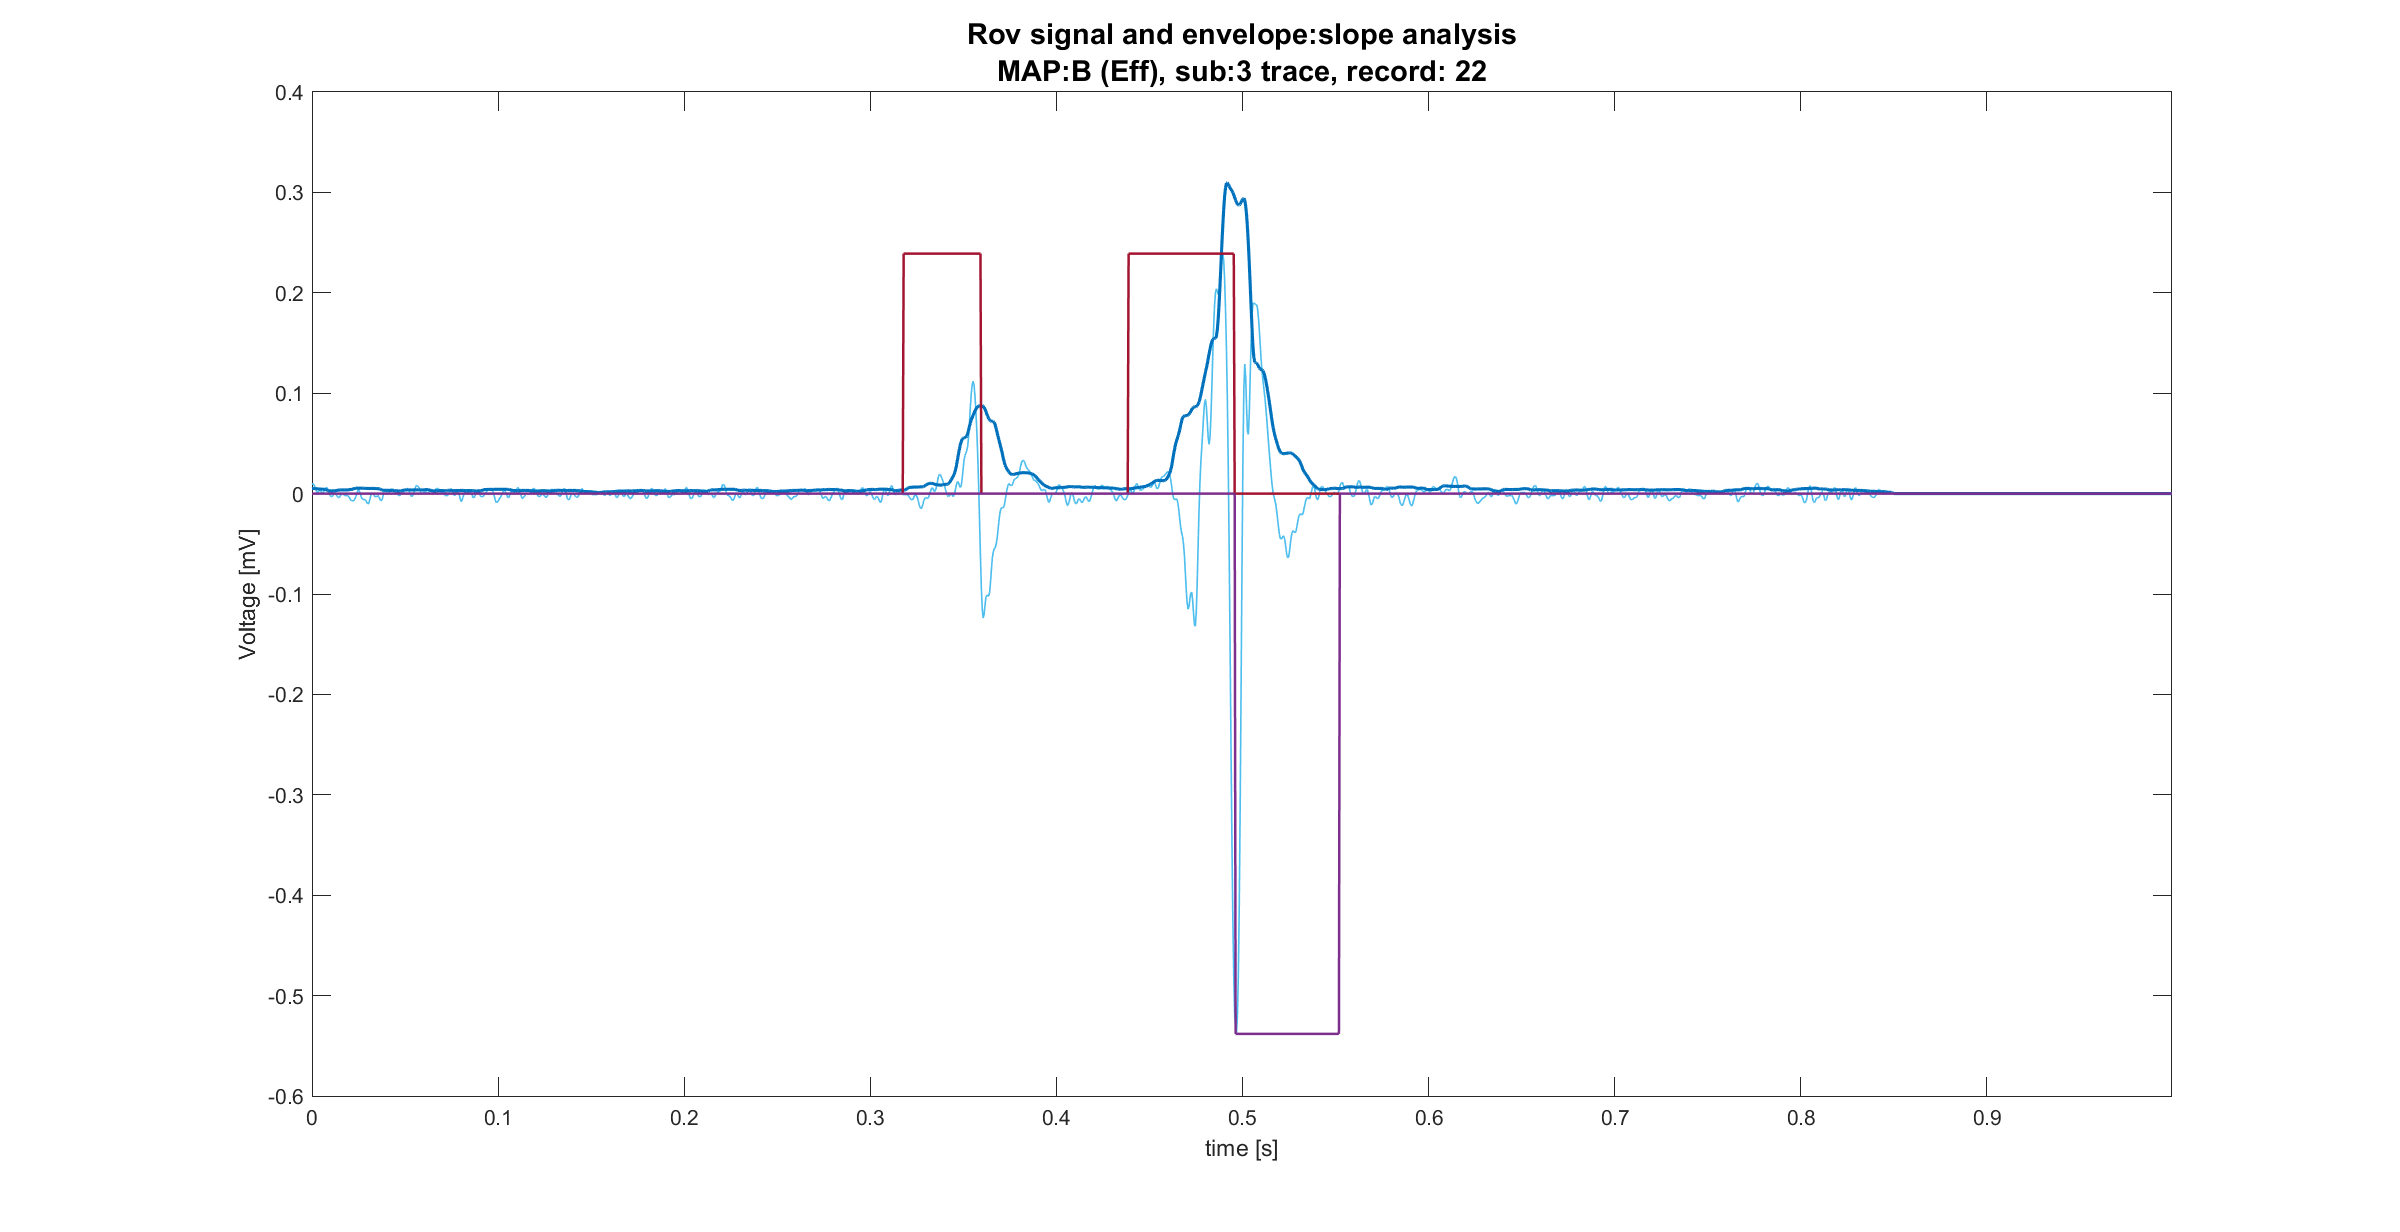 Rov signal and envelope:slope analysis
MAP:B (Eff), sub:3 trace, record: 22
0.4
0.3
0.2
0.1
0
-0.1
-0.2
-0.3
-0.4
-0.5
-0.6
Voltage [mV]
0 0.1 0.2 0.3 0.4 0.5 0.6 0.7 0.8 0.9
time [s]